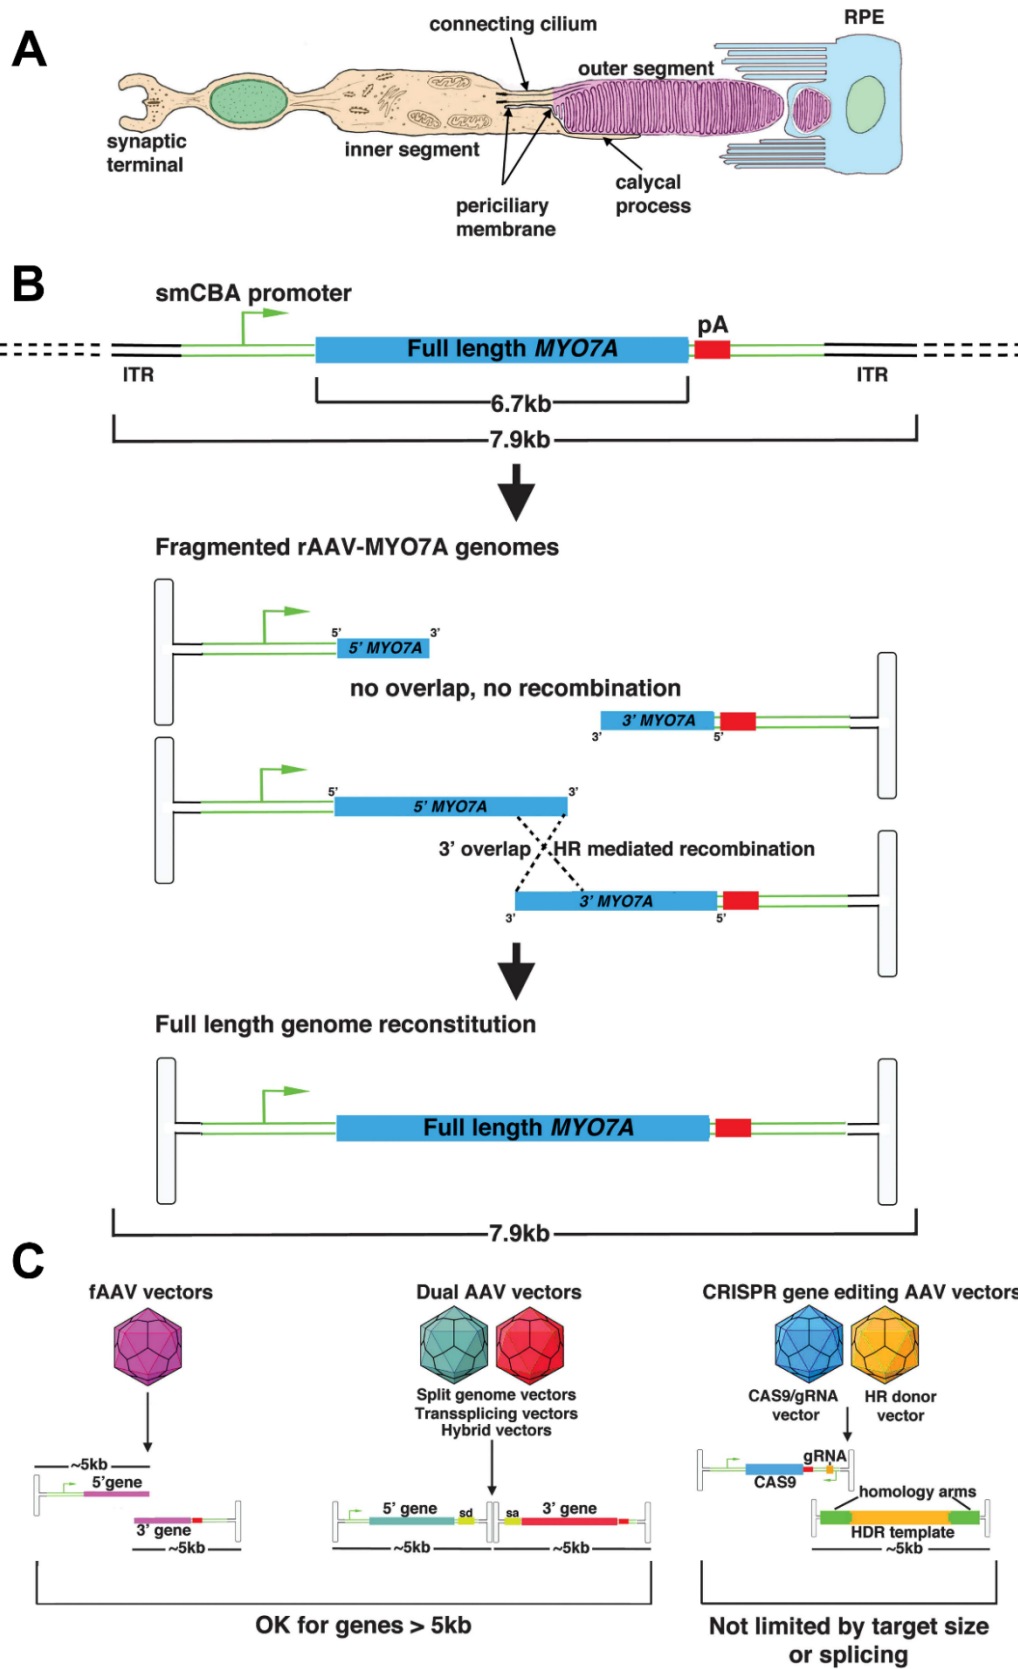 A
connecting cilium
RPE
outer segment
synaptic
terminal
inner segment
periciliary
membrane
calycal
process
B
smCBA promoter
Full length MYO7A
pA
ITR
ITR
6.7kb
7.9kb
Fragmented rAAV-MYO7A genomes
5’
3’
5’ MYO7A
no overlap, no recombination
3’ MYO7A
3’
5’
5’
3’
5’ MYO7A
3’ overlap
HR mediated recombination
3’ MYO7A
3’
5’
Full length genome reconstitution
Full length MYO7A
7.9kb
C
fAAV vectors
Dual AAV vectors
CRISPR gene editing AAV vectors
Split genome vectors
Transsplicing vectors
Hybrid vectors
CAS9/gRNA
vector
HR donor
vector
~5kb
5’gene
3’ gene
~5kb
5’ gene
sd
sa
3’ gene
~5kb
~5kb
gRNA
CAS9
homology arms
HDR template
~5kb
OK for genes > 5kb
Not limited by target size
or splicing